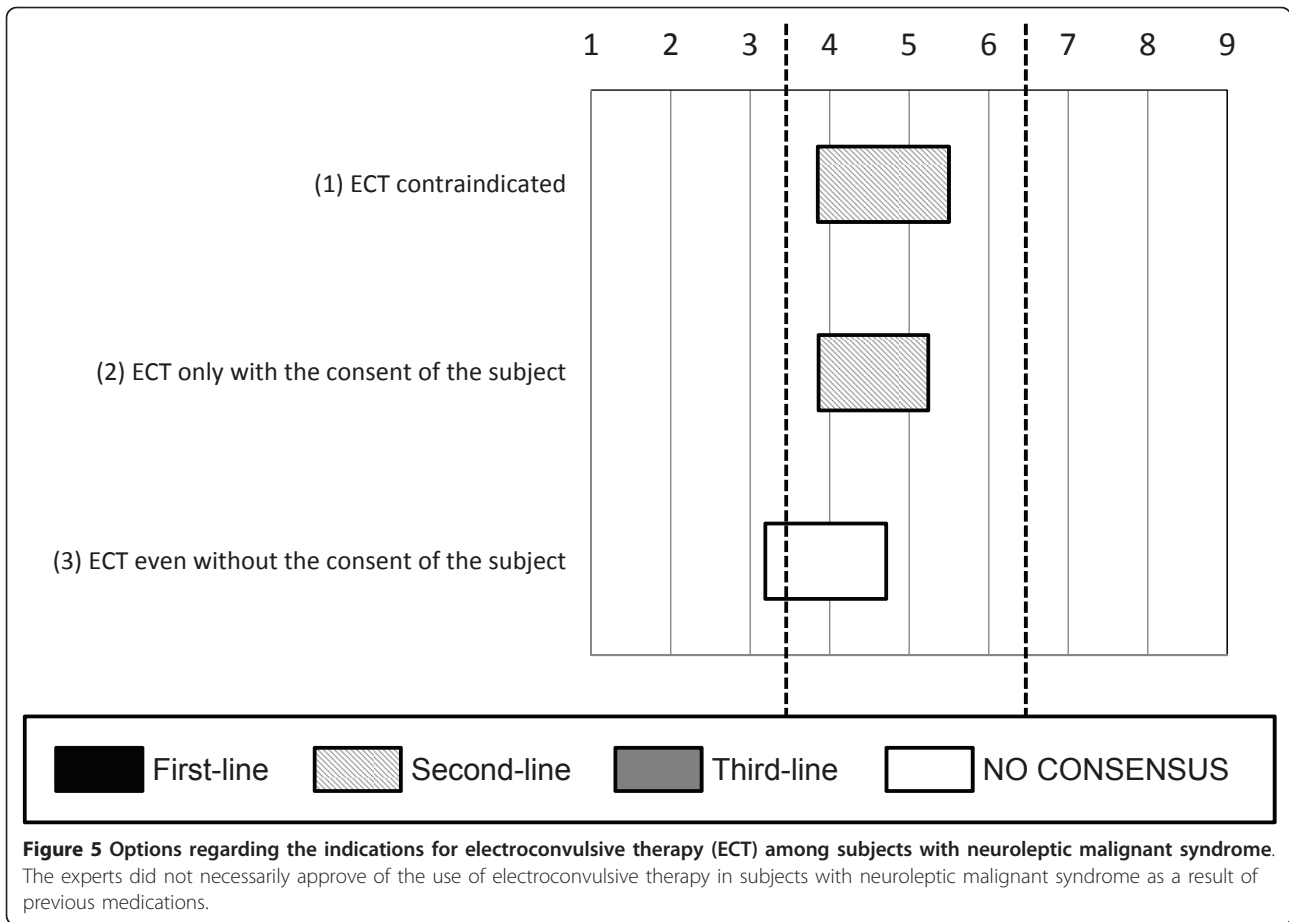 1 2 3 4 5 6 7 8 9
(1) ECT contraindicated
(2) ECT only with the consent of the subject
(3) ECT even without the consent of the subject
First-line Second-line Third-line NO CONSENSUS
Figure 5 Options regarding the indications for electroconvulsive therapy (ECT) among subjects with neuroleptic malignant syndrome.
The experts did not necessarily approve of the use of electroconvulsive therapy in subjects with neuroleptic malignant syndrome as a result of
previous medications.